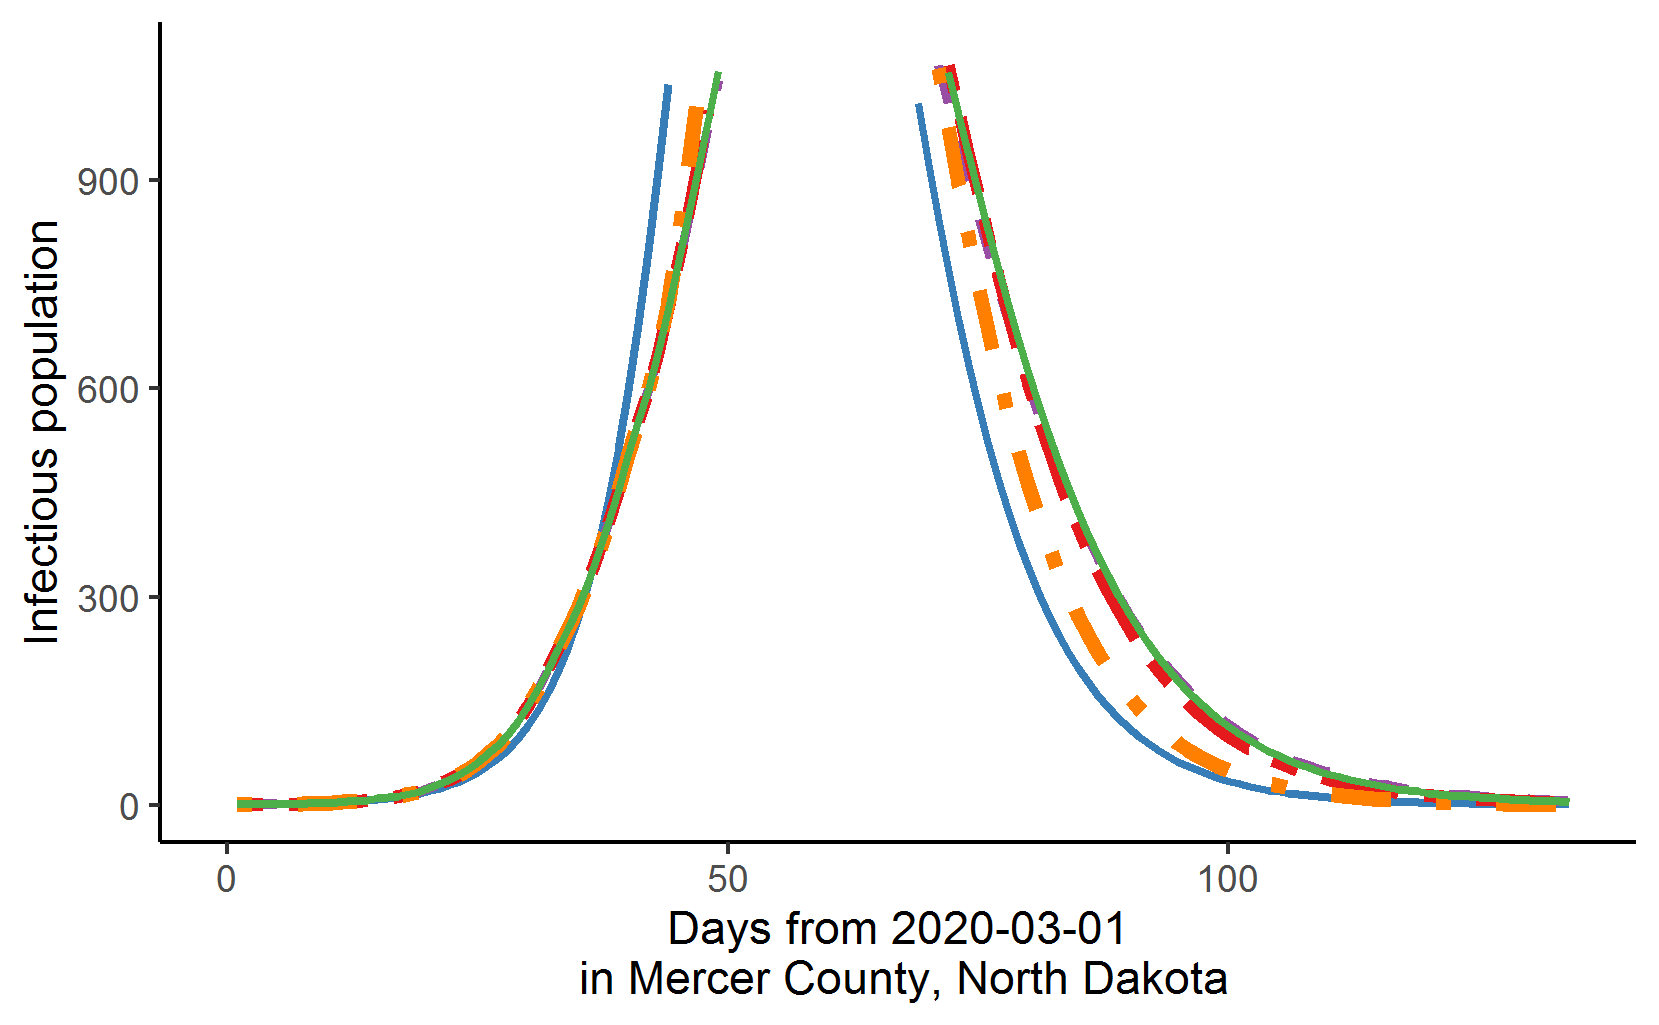 Infectious population
900
600
300
0
0 50 100
Days from 2020-03-01
in Mercer County, North Dakota